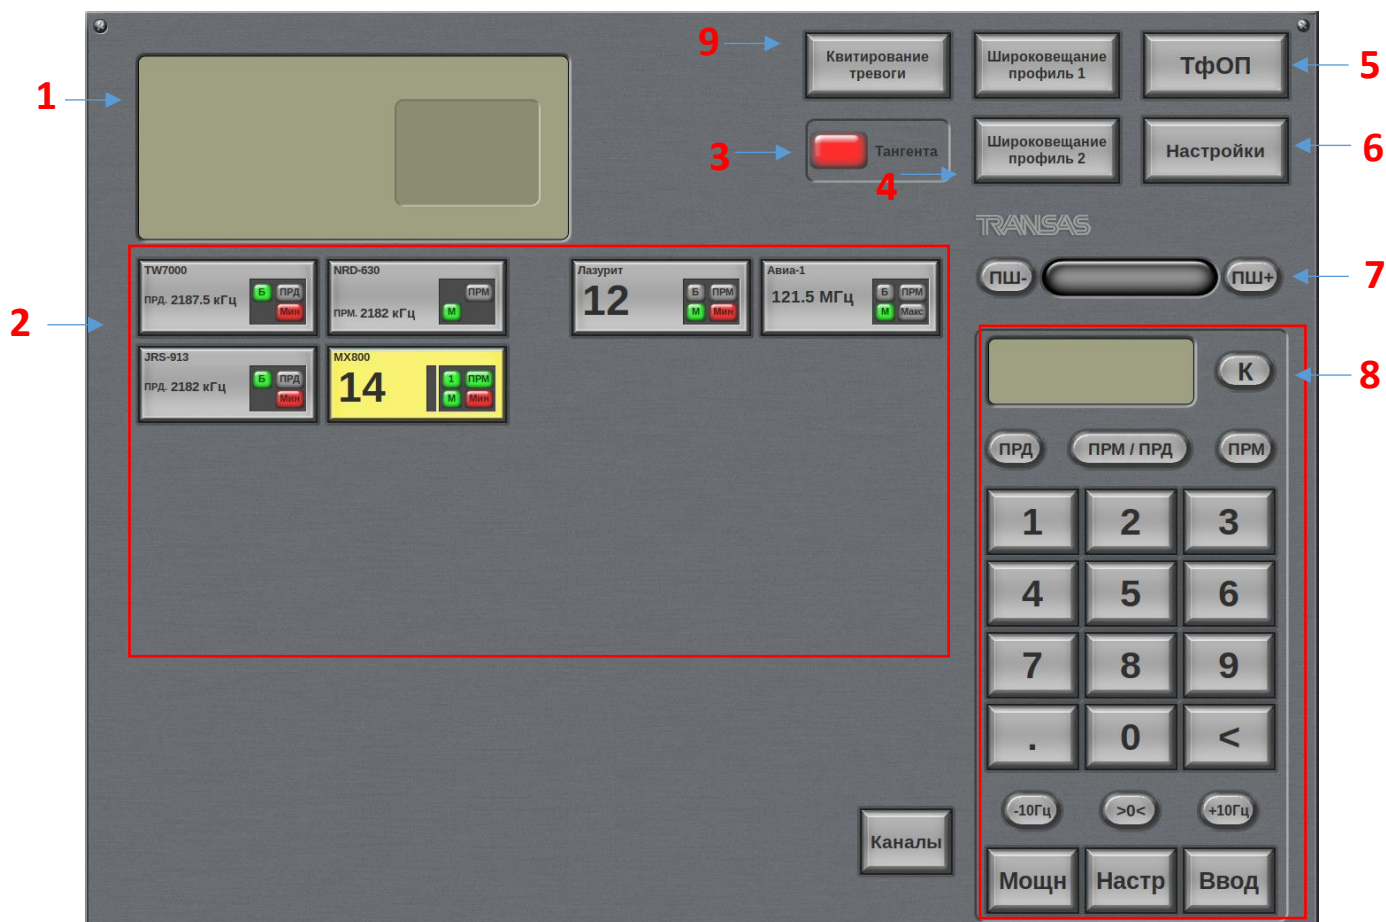 9
Квитирование
тревоги
Широковещание
профиль 1
ТфОП
5
1
3
Тангента
4
Широковещание
профиль 2
Настройки
6
TRANSAS
ПШ-
ПШ+
7
2
TW7000
ПРД. 2187.5 кГц
Б ПРД
Мин
NRD-630
ПРМ. 2182 кГц
ПРМ
М
Лазурит
12
Б ПРМ
М Мин
Авиа-1
121.5 МГц
Б ПРМ
М Макс
JRS-913
ПРД. 2182 кГц
Б ПРД
Мин
MX800
14
1 ПРМ
М Мин
К
8
ПРД
ПРМ / ПРД
ПРМ
1 2 3
4 5 6
7 8 9
. 0 <
-10Гц >0< +10Гц
Каналы
Мощн Настр Ввод